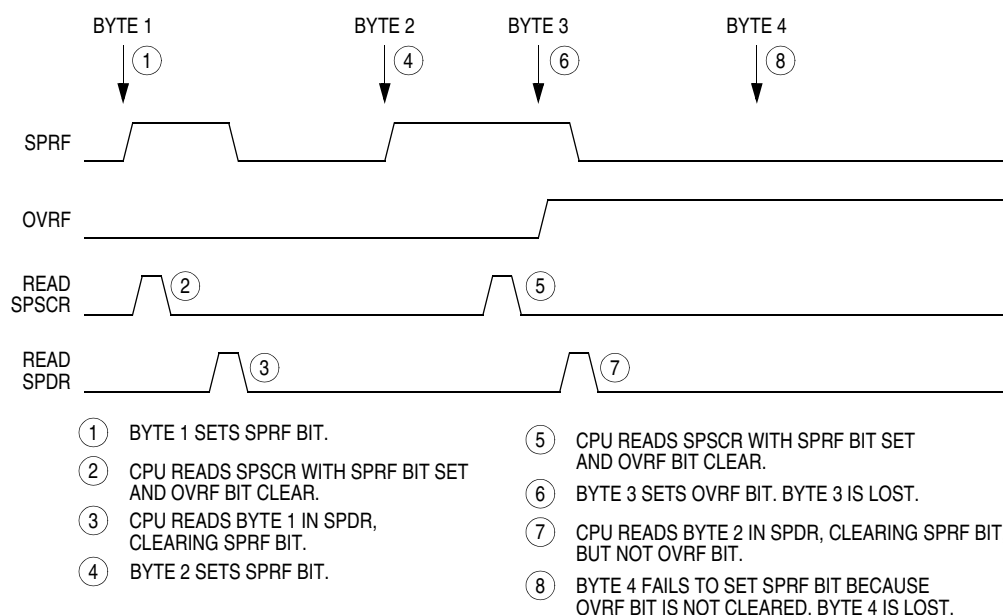 BYTE 1
BYTE 2
BYTE 3
BYTE 4
1
4
6
8
SPRF
OVRF
READ
SPSCR
2
5
READ
SPDR
3
7
1 BYTE 1 SETS SPRF BIT.
2 CPU READS SPSCR WITH SPRF BIT SET
AND OVRF BIT CLEAR.
3 CPU READS BYTE 1 IN SPDR,
CLEARING SPRF BIT.
4 BYTE 2 SETS SPRF BIT.
5 CPU READS SPSCR WITH SPRF BIT SET
AND OVRF BIT CLEAR.
6 BYTE 3 SETS OVRF BIT. BYTE 3 IS LOST.
7 CPU READS BYTE 2 IN SPDR, CLEARING SPRF BIT
BUT NOT OVRF BIT.
8 BYTE 4 FAILS TO SET SPRF BIT BECAUSE
OVRF BIT IS NOT CLEARED. BYTE 4 IS LOST.